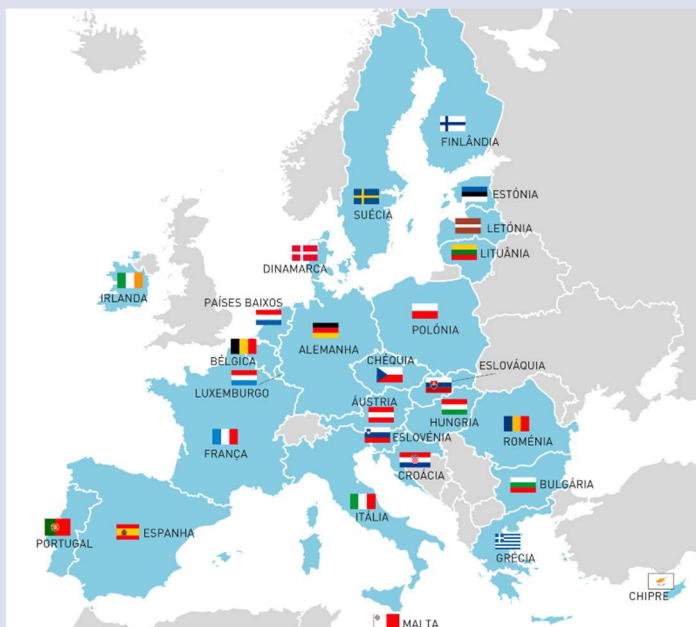 FINLÂNDIA
ESTÓNIA
SUÉCIA
LETÓNIA
LITUÂNIA
DINAMARCA
IRLANDA
PAÍSES BAIXOS
POLÓNIA
ALEMANHA
BÉLGICA
CHÉQUIA
ESLOVÁQUIA
LUXEMBURGO
ÁUSTRIA
HUNGRIA
ESLOVÉNIA
ROMÉNIA
FRANÇA
CROÁCIA
BULGÁRIA
ITÁLIA
ESPANHA
PORTUGAL
GRÉCIA
CHIPRE
MALTA